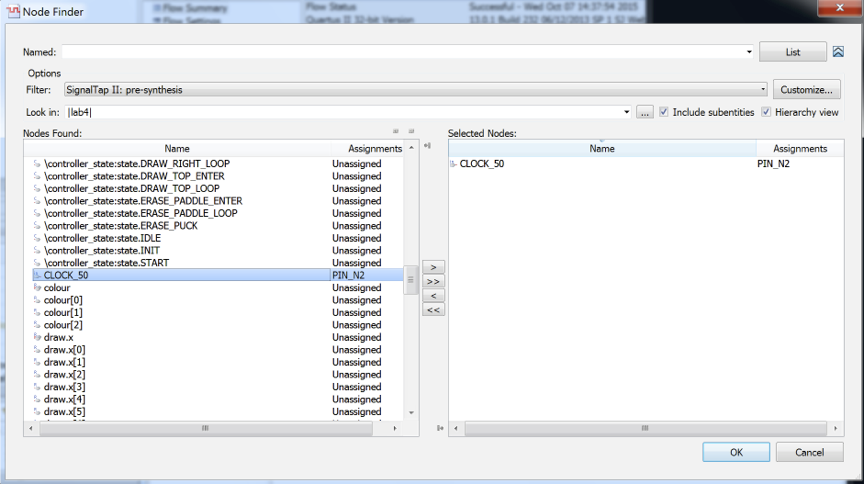 Node Finder
Flow Summary Flow Status Successful - Wed Oct 07 14:37:54 2015
Flow Settings Quartus II 32-bit Version 13.0.1 Build 232 06/12/2013 SP 1 SJ Web
Named: List
Options
Filter: SignalTap II: pre-synthesis Customize...
Look in: |lab4| ... Include subentities Hierarchy view
Nodes Found:
Name Assignments
\controller_state:state.DRAW_RIGHT_LOOP Unassigned
\controller_state:state.DRAW_TOP_ENTER Unassigned
\controller_state:state.DRAW_TOP_LOOP Unassigned
\controller_state:state.ERASE_PADDLE_ENTER Unassigned
\controller_state:state.ERASE_PADDLE_LOOP Unassigned
\controller_state:state.ERASE_PUCK Unassigned
\controller_state:state.IDLE Unassigned
\controller_state:state.INIT Unassigned
\controller_state:state.START Unassigned
CLOCK_50 PIN_N2
colour Unassigned
colour[0] Unassigned
colour[1] Unassigned
colour[2] Unassigned
draw.x Unassigned
draw.x[0] Unassigned
draw.x[1] Unassigned
draw.x[2] Unassigned
draw.x[3] Unassigned
draw.x[4] Unassigned
draw.x[5] Unassigned
>
>>
<
<<
Selected Nodes:
Name Assignments
CLOCK_50 PIN_N2
OK Cancel